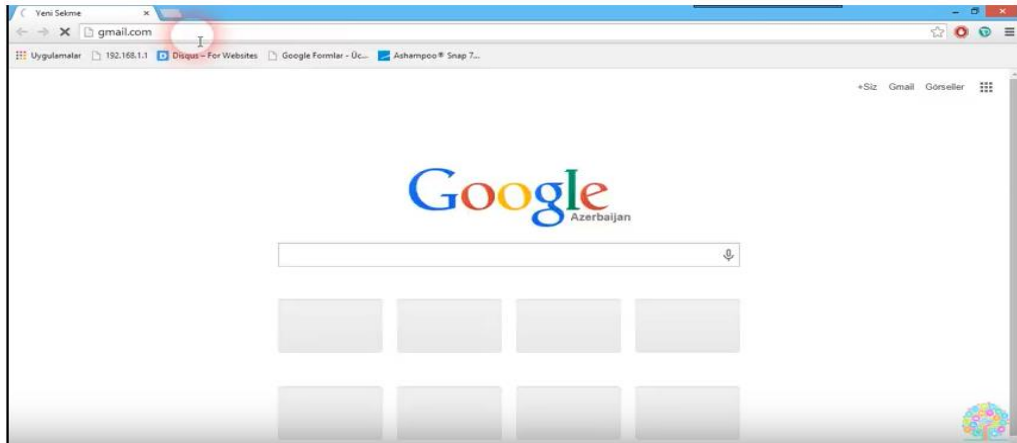 Yeni Sekme
gmail.com
Uygulamalar 192.168.1.1 Disqus – For Websites Google Formlar - Üc... Ashampoo® Snap 7...
+Siz Gmail Görseller
Google
Azerbaijan